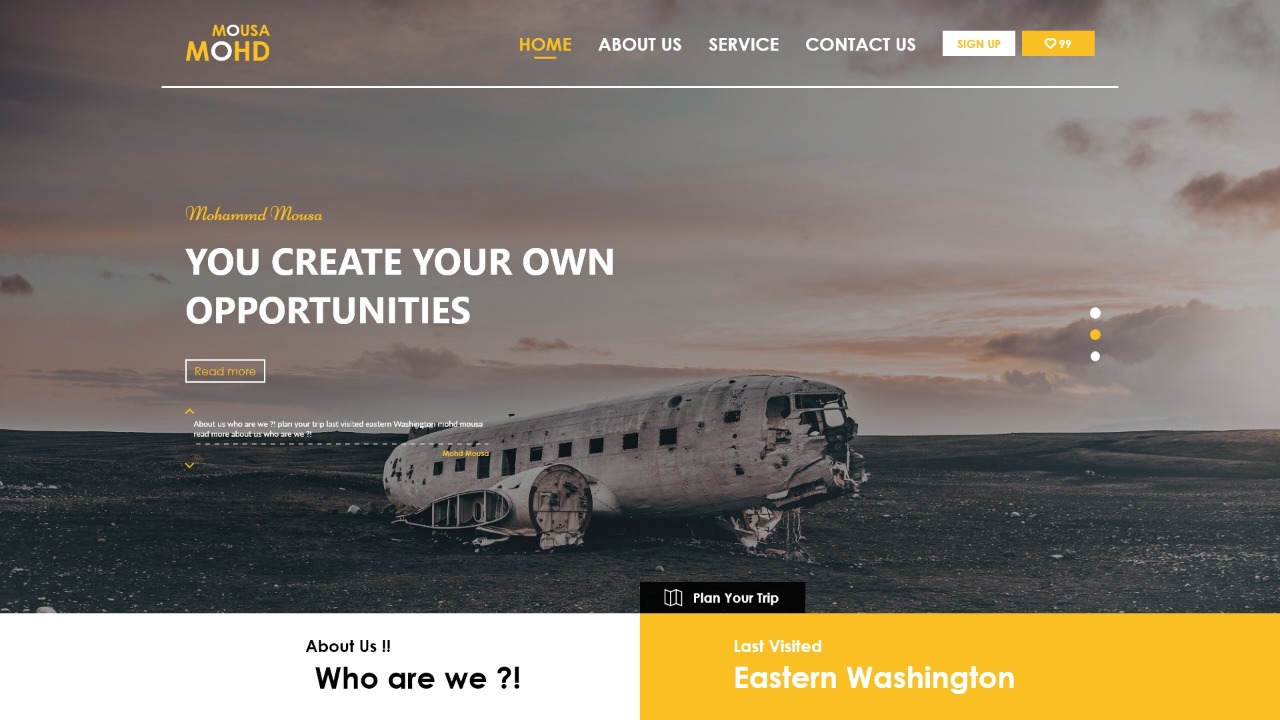 MOUSA
MOHD
HOME ABOUT US SERVICE CONTACT US SIGN UP 99
Mohammd Mousa
YOU CREATE YOUR OWN
OPPORTUNITIES
Read more
About us who are we ?! plan your trip last visited eastern Washington mohd mousa
read more about us who are we ?!
Mohd Mousa
Plan Your Trip
About Us !!
Who are we ?!
Last Visited
Eastern Washington